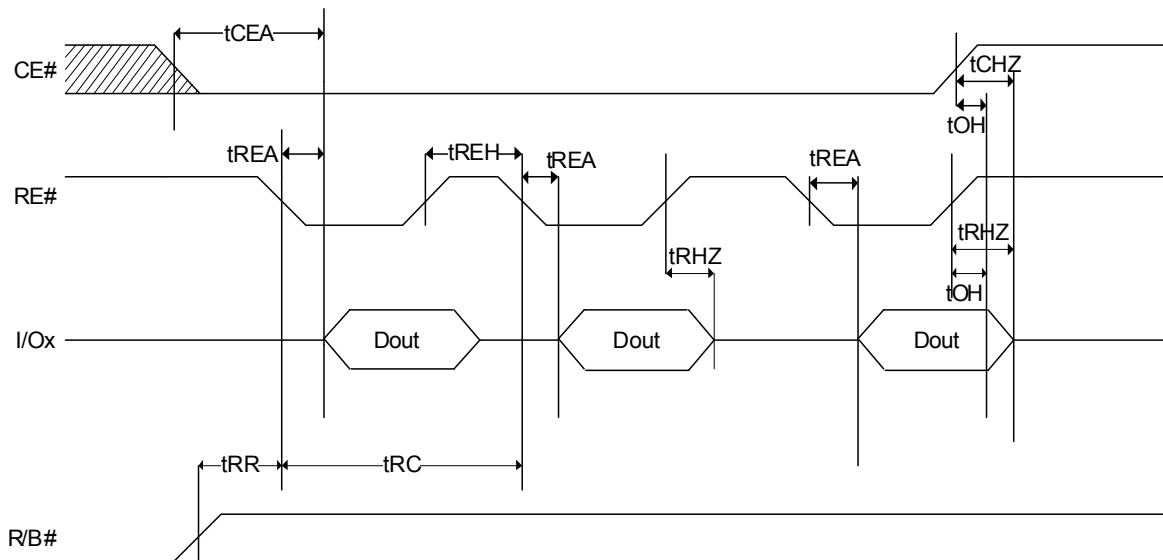 tCEA
CE#
tCHZ
tOH
tREA
tREH
tREA
tREA
RE#
tRHZ
tRHZ
tOH
I/Ox
Dout
Dout
Dout
tRR
tRC
R/B#